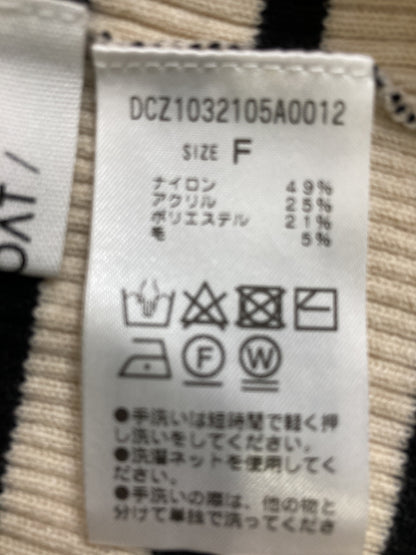 DCZ1032105A0012
SIZE F
ナイロン 49%
アクリル 25%
ポリエステル 21%
毛 5%
F W
●手洗いは短時間で軽く押
し洗いをしてください。
●洗濯ネットを使用してく
ださい。
●手洗いの際は、他の物と
分けて単独で洗ってくださ